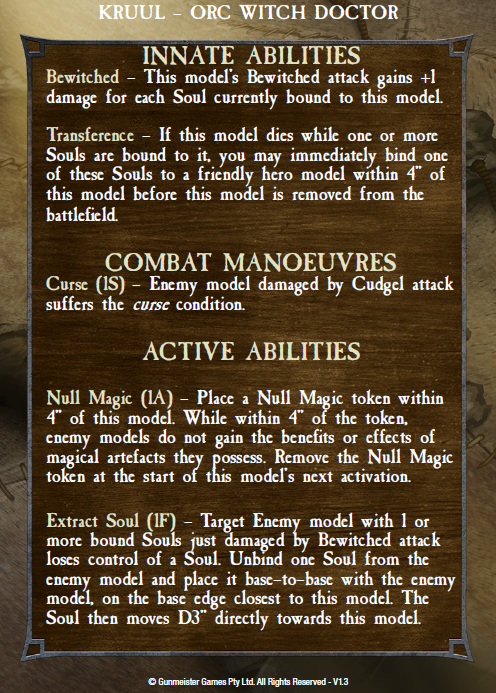 KRUUL – ORC WITCH DOCTOR
INNATE ABILITIES
Bewitched – This model's Bewitched attack gains +1
damage for each Soul currently bound to this model.
Transference – If this model dies while one or more
Souls are bound to it, you may immediately bind one
of these Souls to a friendly hero model within 4" of
this model before this model is removed from the
battlefield.
COMBAT MANOEUVRES
Curse (1S) – Enemy model damaged by Cudgel attack
suffers the curse condition.
ACTIVE ABILITIES
Null Magic (1A) – Place a Null Magic token within
4" of this model. While within 4" of the token,
enemy models do not gain the benefits or effects of
magical artefacts they possess. Remove the Null Magic
token at the start of this model's next activation.
Extract Soul (1F) – Target Enemy model with 1 or
more bound Souls just damaged by Bewitched attack
loses control of a Soul. Unbind one Soul from the
enemy model and place it base-to-base with the enemy
model, on the base edge closest to this model. The
Soul then moves D3" directly towards this model.
© Gunmeister Games Pty Ltd. All Rights Reserved - V1.3